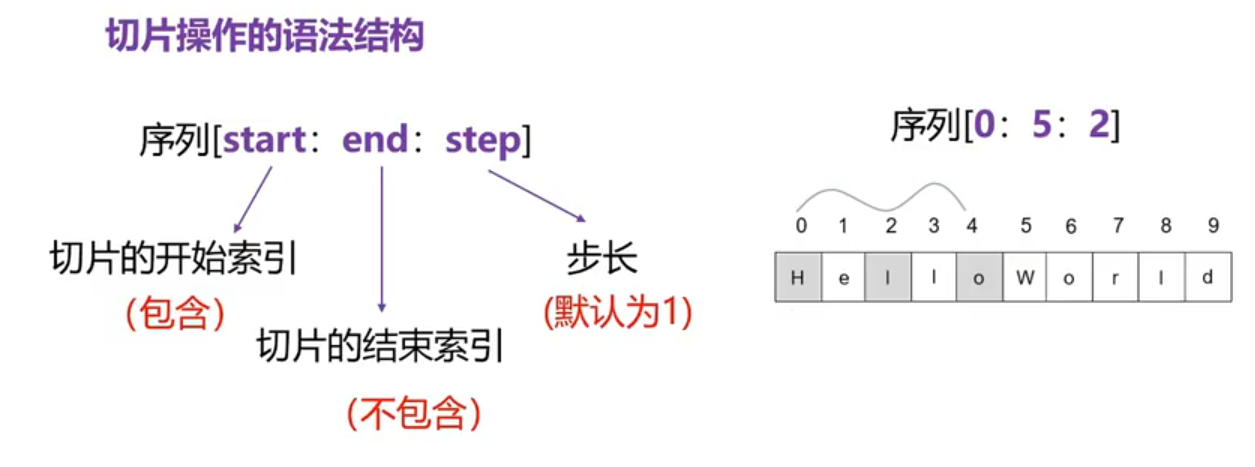 切片操作的语法结构
序列[start：end：step]
切片的开始索引
(包含)
切片的结束索引
(不包含)
步长
(默认为1)
序列[0：5：2]
0 1 2 3 4 5 6 7 8 9
H e l l o W o r l d